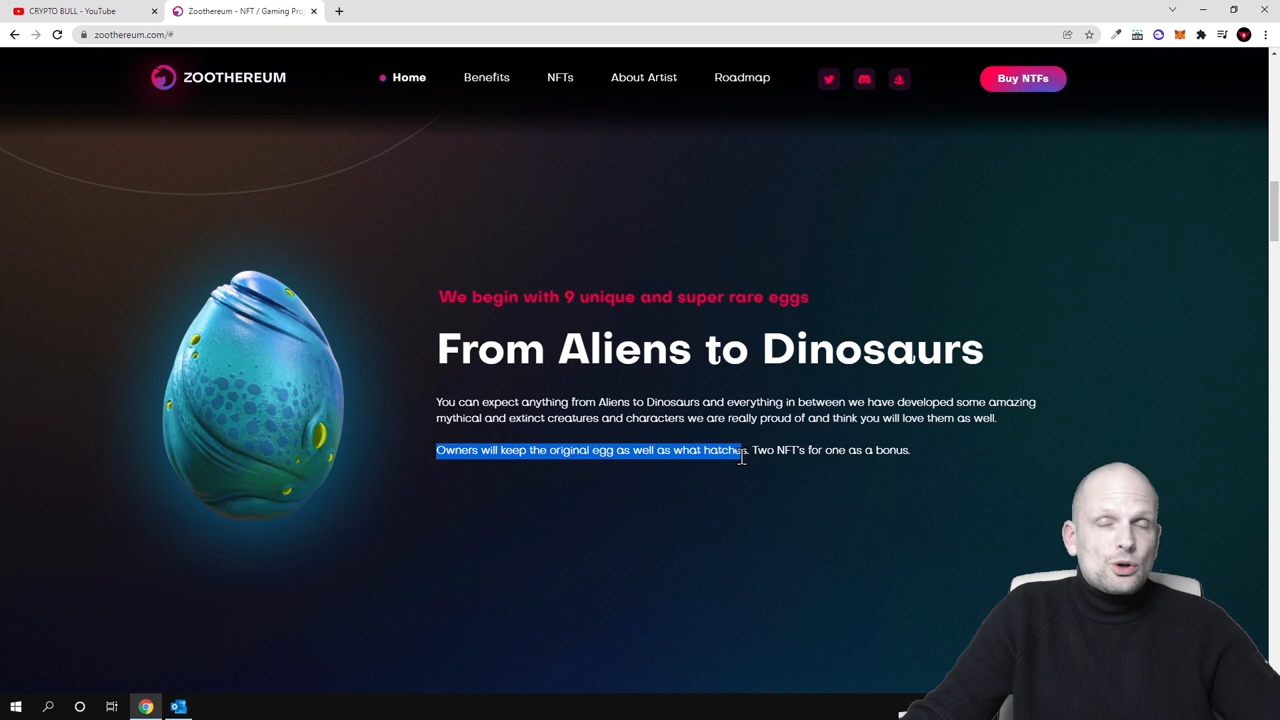 CRYPTO BULL - YouTube
Zoothereum - NFT / Gaming Pro
zoothereum.com/#
ZOOTHEREUM
Home
Benefits
NFTs
About Artist
Roadmap
Buy NTFs
We begin with 9 unique and super rare eggs
From Aliens to Dinosaurs
You can expect anything from Aliens to Dinosaurs and everything in between we have developed some amazing
mythical and extinct creatures and characters we are really proud of and think you will love them as well.
Owners will keep the original egg as well as what hatches. Two NFT's for one as a bonus.